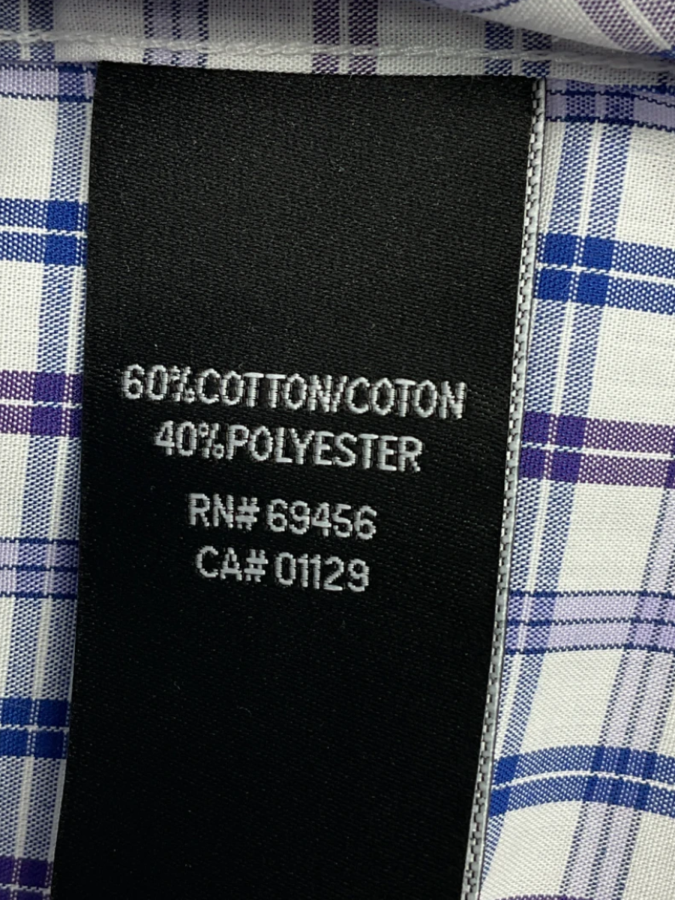 60%COTTON/COTON
40%POLYESTER
RN# 69456
CA# 01129